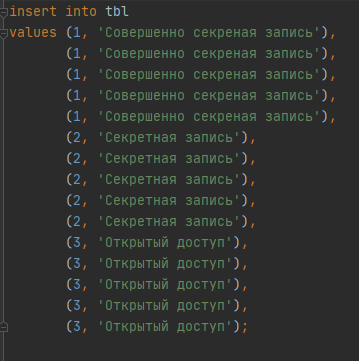 insert into tbl
values (1, 'Совершенно секреная запись'),
(1, 'Совершенно секреная запись'),
(1, 'Совершенно секреная запись'),
(1, 'Совершенно секреная запись'),
(1, 'Совершенно секреная запись'),
(2, 'Секретная запись'),
(2, 'Секретная запись'),
(2, 'Секретная запись'),
(2, 'Секретная запись'),
(2, 'Секретная запись'),
(3, 'Открытый доступ'),
(3, 'Открытый доступ'),
(3, 'Открытый доступ'),
(3, 'Открытый доступ'),
(3, 'Открытый доступ');